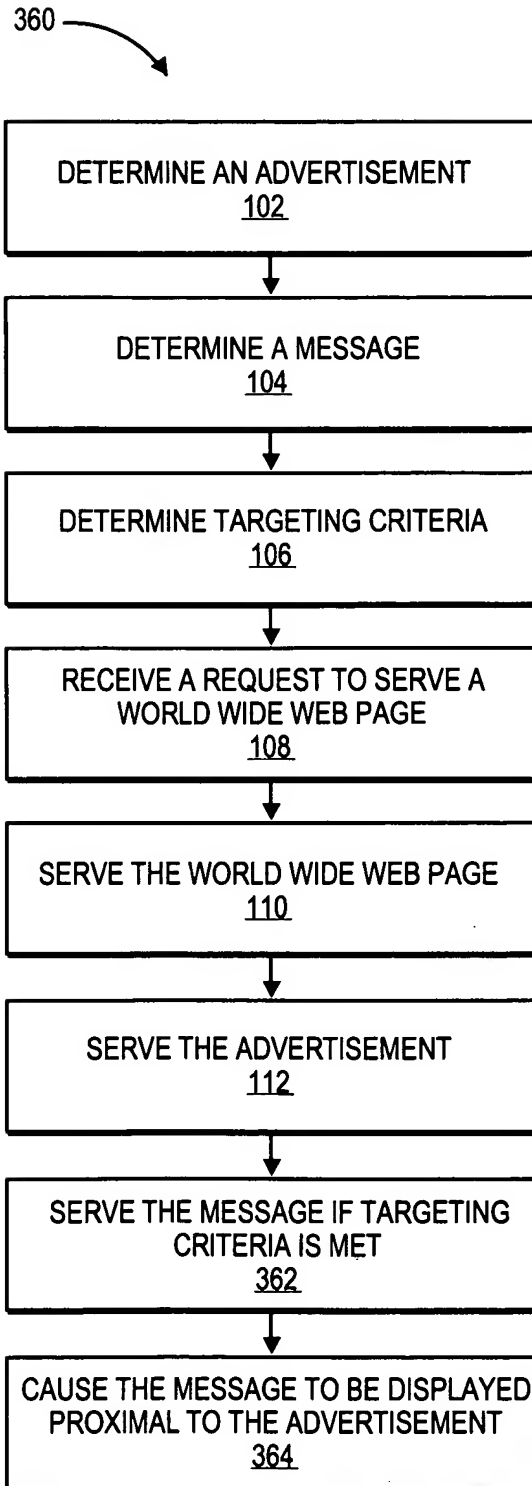 360
DETERMINE AN ADVERTISEMENT
102
DETERMINE A MESSAGE
104
DETERMINE TARGETING CRITERIA
106
RECEIVE A REQUEST TO SERVE A
WORLD WIDE WEB PAGE
108
SERVE THE WORLD WIDE WEB PAGE
110
SERVE THE ADVERTISEMENT
112
SERVE THE MESSAGE IF TARGETING
CRITERIA IS MET
362
CAUSE THE MESSAGE TO BE DISPLAYED
PROXIMAL TO THE ADVERTISEMENT
364